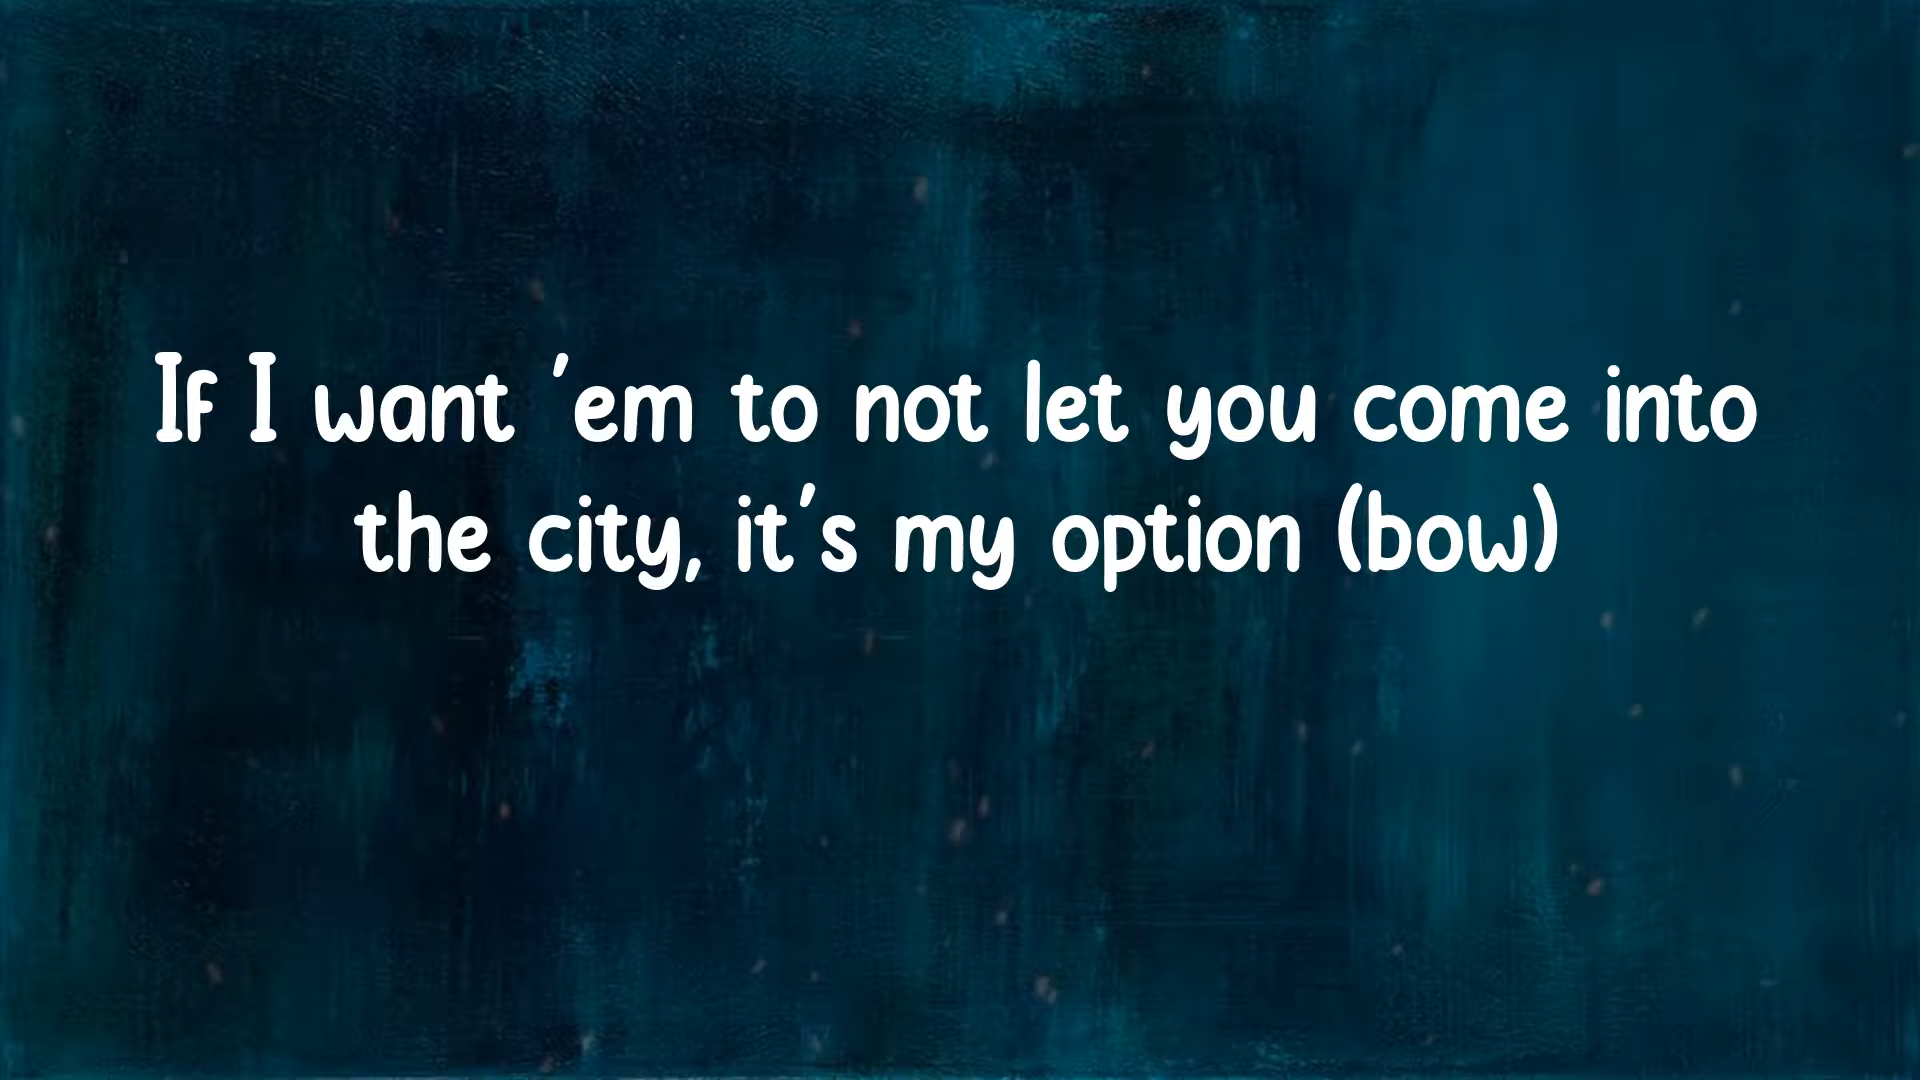 If I want 'em to not let you come into
the city, it's my option (bow)